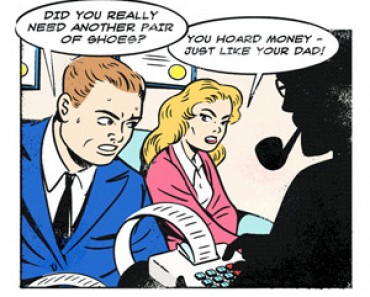 DID YOU REALLY
NEED ANOTHER PAIR
OF SHOES?
YOU HOARD MONEY -
JUST LIKE YOUR DAD!